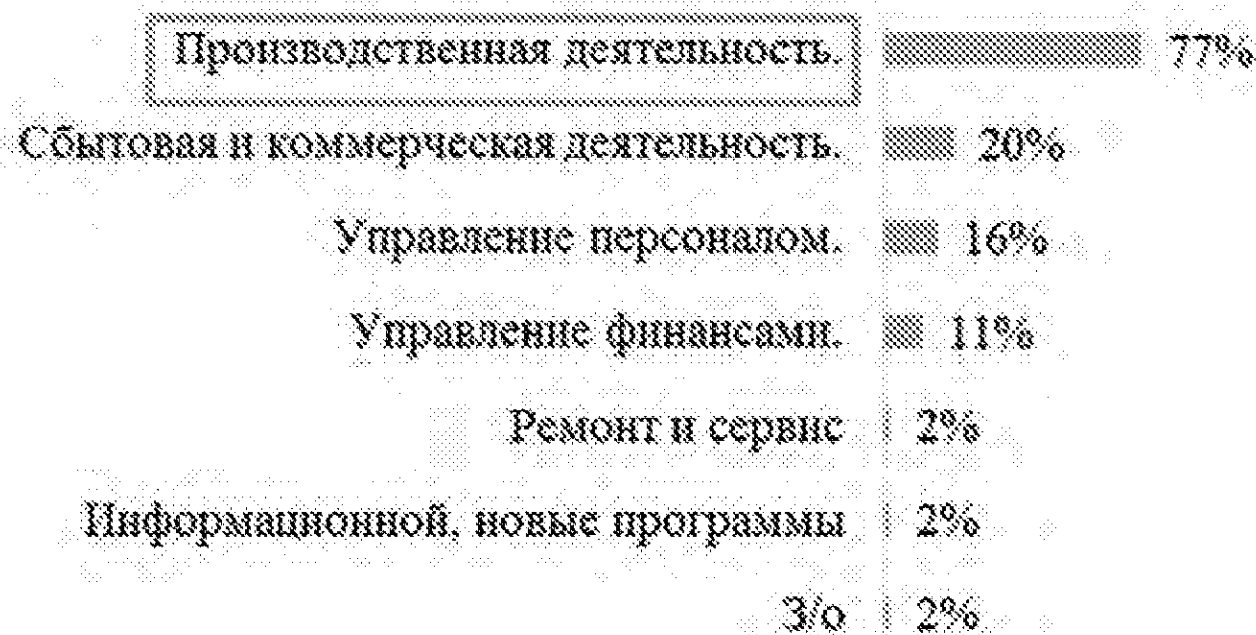 Производственная деятельность. 77%
Сбытовая и коммерческая деятельность. 20%
Управление персоналом. 16%
Управление финансами. 11%
Ремонт и сервис 2%
Информационной, новые программы 2%
З/о 2%